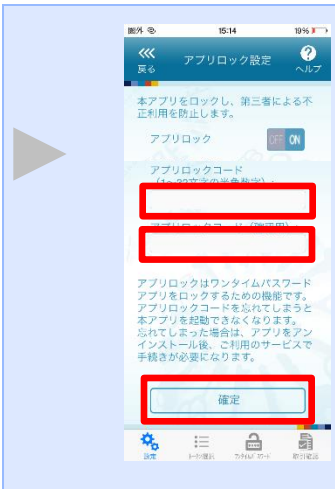 圏外
15:14
19%
戻る
アプリロック設定
?
ヘルプ
本アプリをロックし、第三者による不
正利用を防止します。
アプリロック
OFF ON
アプリロックコード
アプリロックはワンタイムパスワード
アプリをロックするための機能です。
アプリロックコードを忘れてしまうと
本アプリを起動できなくなります。
忘れてしまった場合は、アプリをアン
インストール後、ご利用のサービスで
手続きが必要になります。
確定
設定
取引認証